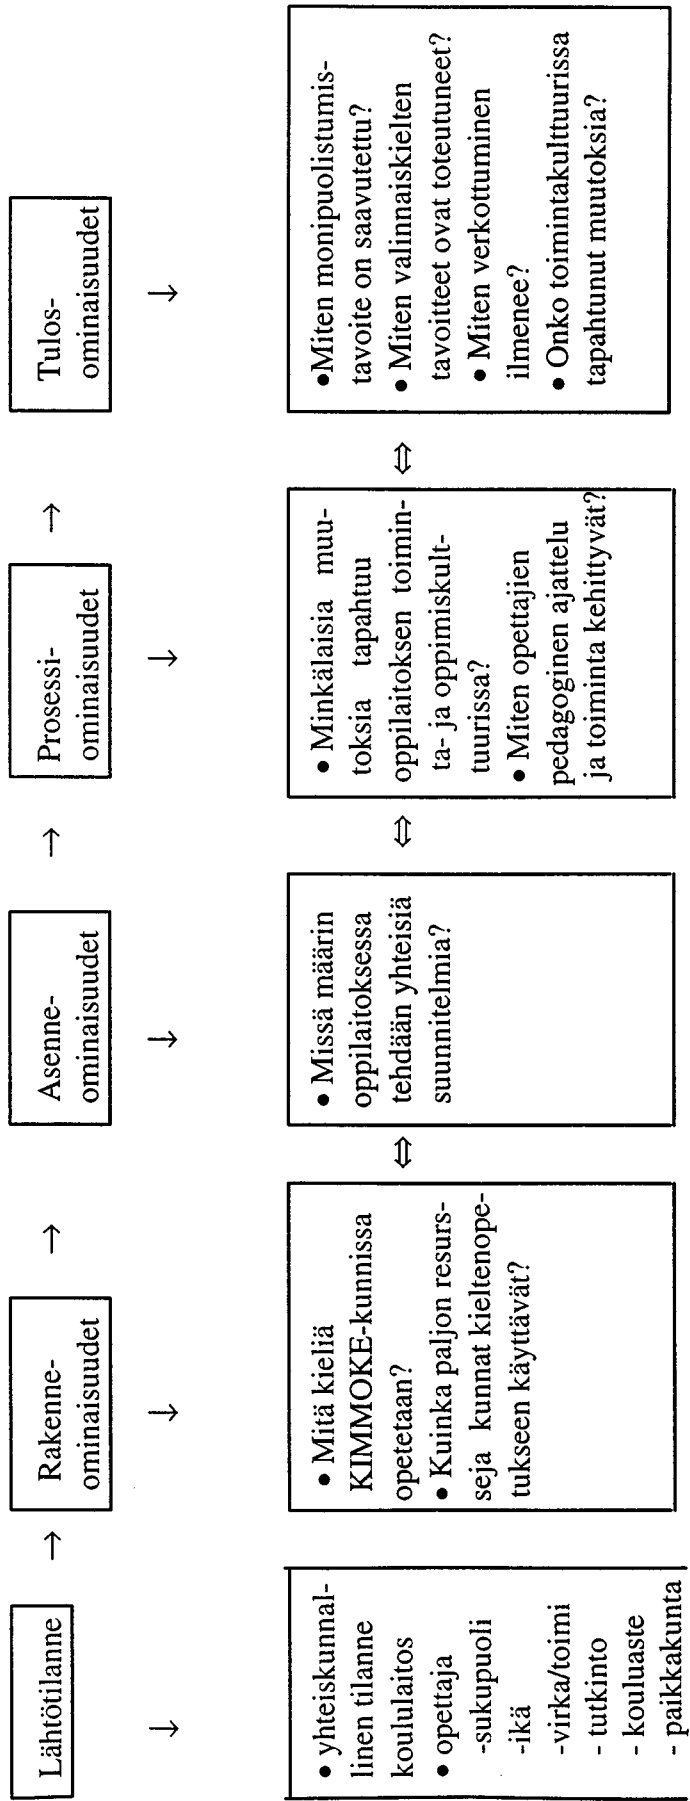 Lähtötilanne
→
Rakenne-
ominaisuudet
→
Asenne-
ominaisuudet
→
Prosessi-
ominaisuudet
→
Tulos-
ominaisuudet
• yhteiskunnal-
linen tilanne
koululaitos
• opettaja
-sukupuoli
-ikä
-virka/toimi
- tutkinto
- kouluaste
- paikkakunta
• Mitä kieliä
KIMMOKE-kunnissa
opetetaan?
• Kuinka paljon resurs-
seja kunnat kieltenope-
tukseen käyttävät?
⇔
• Missä määrin
oppilaitoksessa
tehdään yhteisiä
suunnitelmia?
⇔
• Minkälaisia muu-
toksia tapahtuu
oppilaitoksen toimin-
ta- ja oppimiskult-
tuurissa?
• Miten opettajien
pedagoginen ajattelu
ja toiminta kehittyvät?
⇔
•Miten monipuolistumis-
tavoite on saavutettu?
• Miten valinnaiskielten
tavoitteet ovat toteutuneet?
• Miten verkottuminen
ilmenee?
• Onko toimintakulttuurissa
tapahtunut muutoksia?